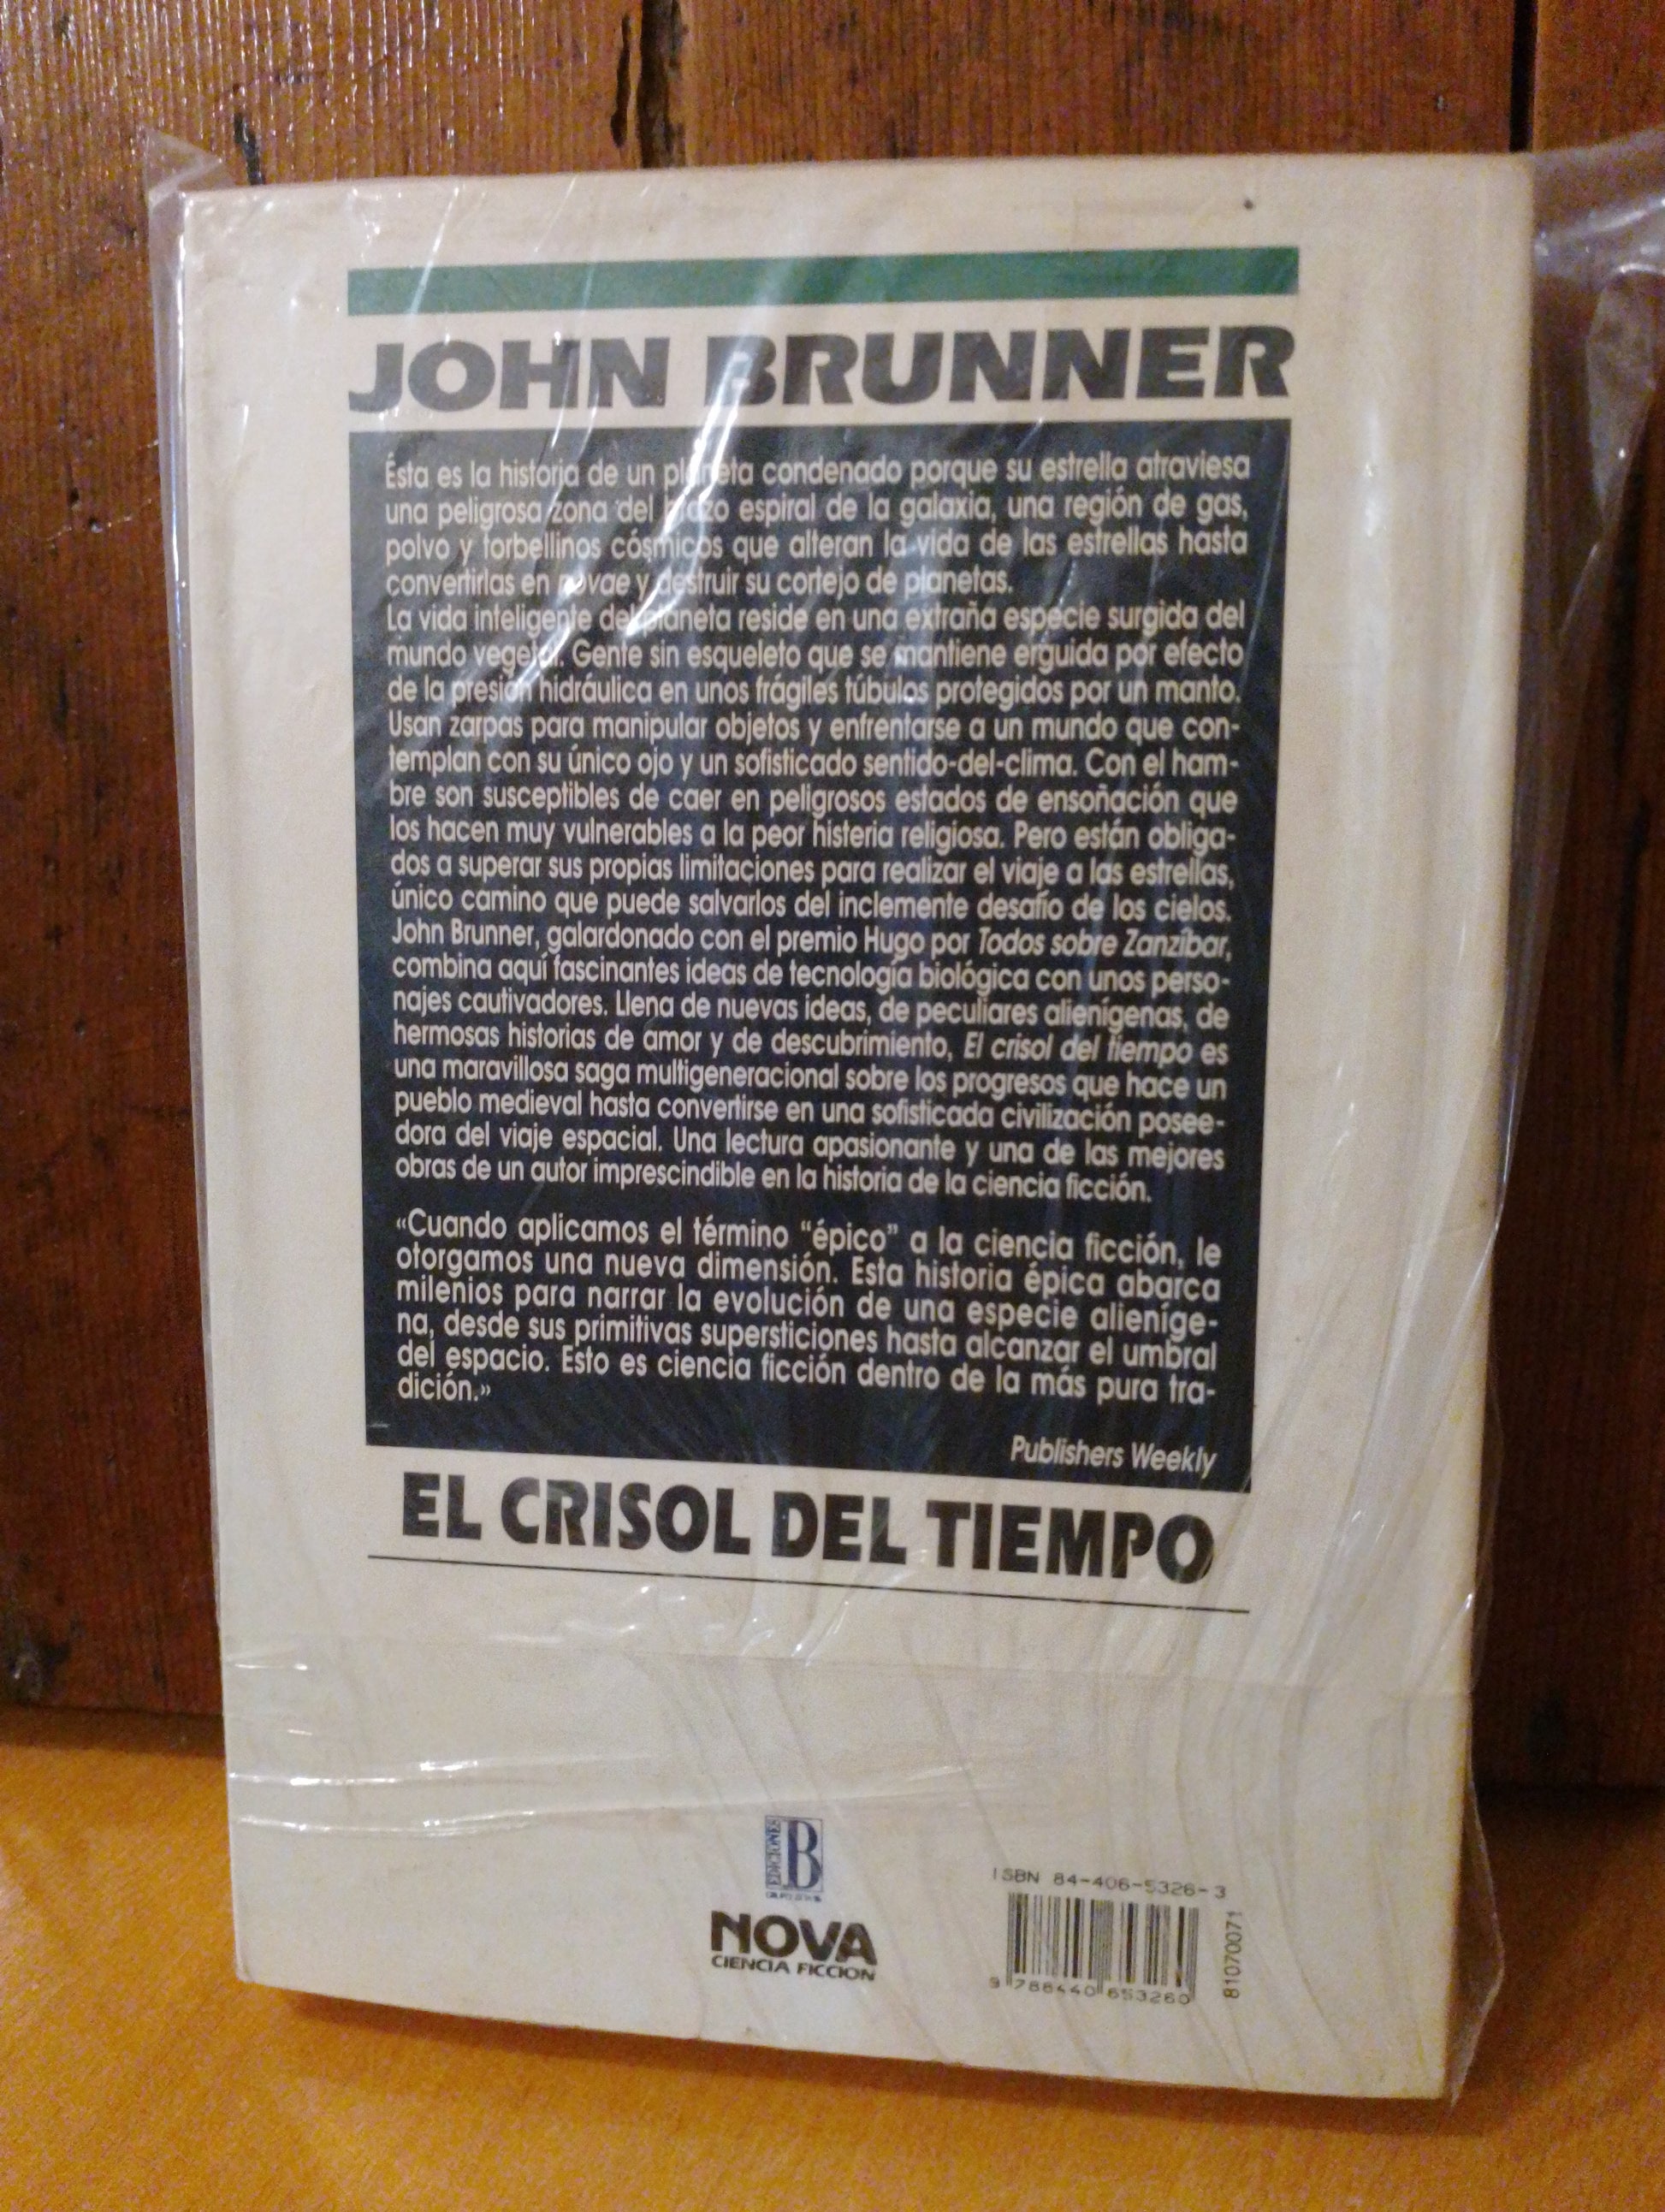 JOHN BRUNNER
Ésta es la historia de un planeta condenado porque su estrella atraviesa
una peligrosa zona del brazo espiral de la galaxia, una región de gas,
polvo y torbellinos cósmicos que alteran la vida de las estrellas hasta
convertirlas en novae y destruir su cortejo de planetas.
La vida inteligente del planeta reside en una extraña especie surgida del
mundo vegetal. Gente sin esqueleto que se mantiene erguida por efecto
de la presión hidráulica en unos frágiles túbulos protegidos por un manto.
Usan zarpas para manipular objetos y enfrentarse a un mundo que con-
templan con su único ojo y un sofisticado sentido-del-clima. Con el ham-
bre son susceptibles de caer en peligrosos estados de ensoñación que
los hacen muy vulnerables a la peor histeria religiosa. Pero están obliga-
dos a superar sus propias limitaciones para realizar el viaje a las estrellas,
único camino que puede salvarlos del inclemente desafío de los cielos.
John Brunner, galardonado con el premio Hugo por Todos sobre Zanzíbar,
combina aquí fascinantes ideas de tecnología biológica con unos perso-
najes cautivadores. Llena de nuevas ideas, de peculiares alienígenas, de
hermosas historias de amor y de descubrimiento, El crisol del tiempo es
una maravillosa saga multigeneracional sobre los progresos que hace un
pueblo medieval hasta convertirse en una sofisticada civilización posee-
dora del viaje espacial. Una lectura apasionante y una de las mejores
obras de un autor imprescindible en la historia de la ciencia ficción.
«Cuando aplicamos el término “épico” a la ciencia ficción, le
otorgamos una nueva dimensión. Esta historia épica abarca
milenios para narrar la evolución de una especie alieníge-
na, desde sus primitivas supersticiones hasta alcanzar el umbral
del espacio. Esto es ciencia ficción dentro de la más pura tra-
dición.»
Publishers Weekly
EL CRISOL DEL TIEMPO
EDICIONES B
NOVA
CIENCIA FICCION
ISBN 84-406-5326-3
9 788440 653260
81070071